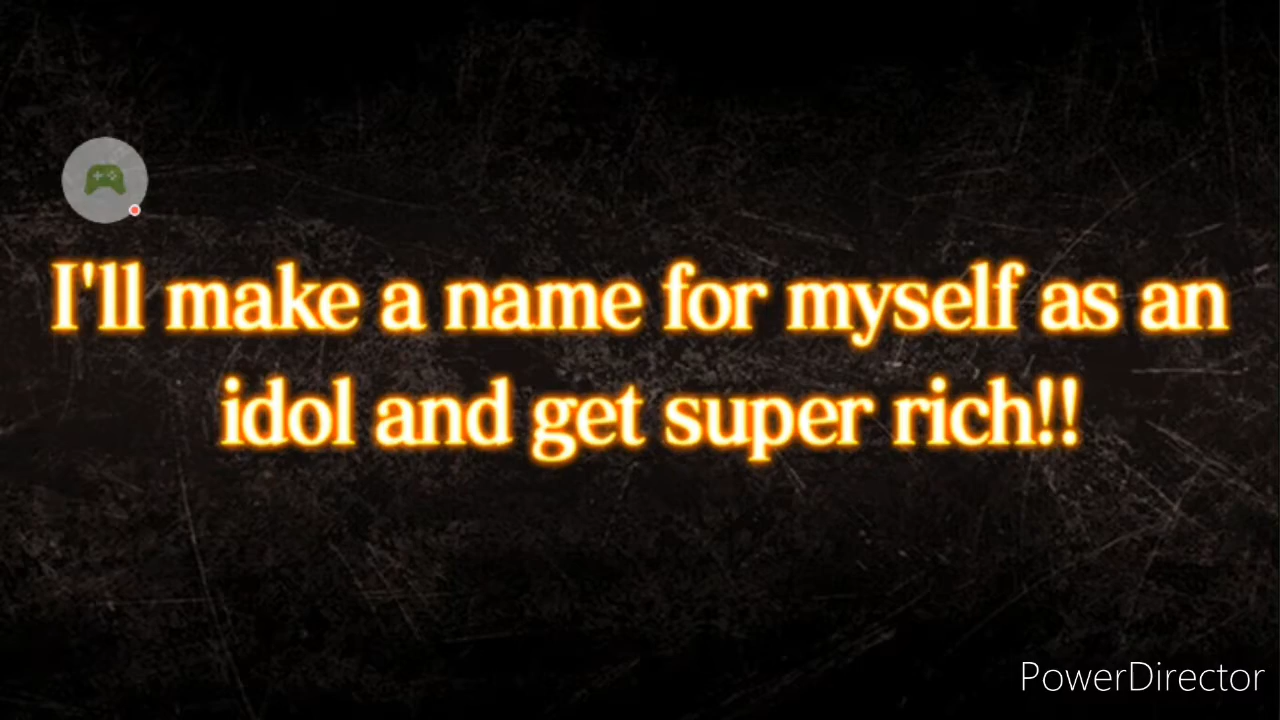 I'll make a name for myself as an
idol and get super rich!!
PowerDirector